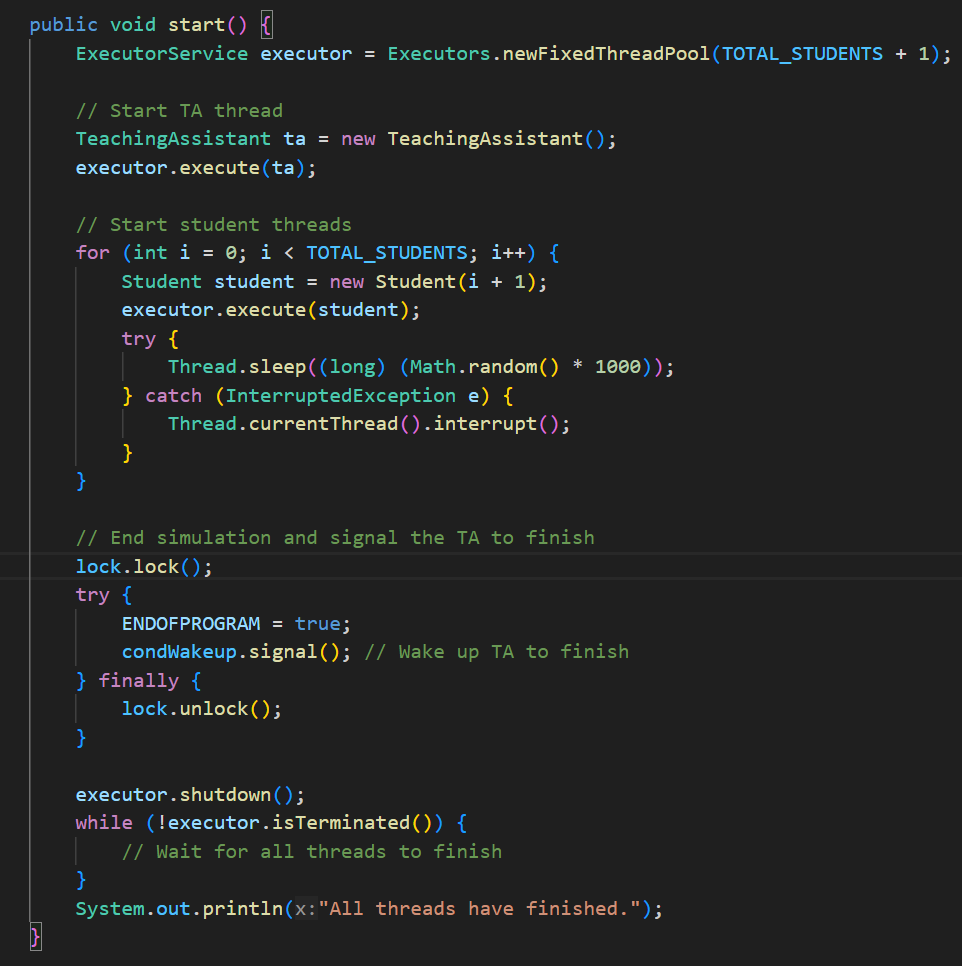 public void start() {
    ExecutorService executor = Executors.newFixedThreadPool(TOTAL_STUDENTS + 1);

    // Start TA thread
    TeachingAssistant ta = new TeachingAssistant();
    executor.execute(ta);

    // Start student threads
    for (int i = 0; i < TOTAL_STUDENTS; i++) {
        Student student = new Student(i + 1);
        executor.execute(student);
        try {
            Thread.sleep((long) (Math.random() * 1000));
        } catch (InterruptedException e) {
            Thread.currentThread().interrupt();
        }
    }

    // End simulation and signal the TA to finish
    lock.lock();
    try {
        ENDOFPROGRAM = true;
        condWakeup.signal(); // Wake up TA to finish
    } finally {
        lock.unlock();
    }

    executor.shutdown();
    while (!executor.isTerminated()) {
        // Wait for all threads to finish
    }
    System.out.println(x:"All threads have finished.");
}